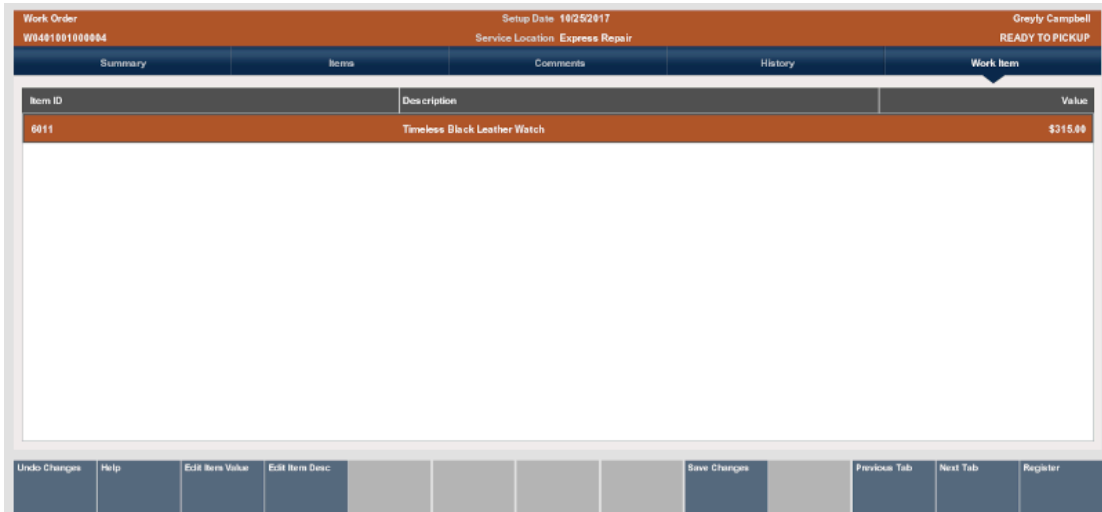 Work Order Setup Date 10/25/2017 Greyly Campbell
W0401001000004 Service Location Express Repair READY TO PICKUP
Summary Items Comments History Work Item
Item ID Description Value
6011 Timeless Black Leather Watch $315.00
Undo Changes Help Edit Item Value Edit Item Desc Save Changes Previous Tab Next Tab Register